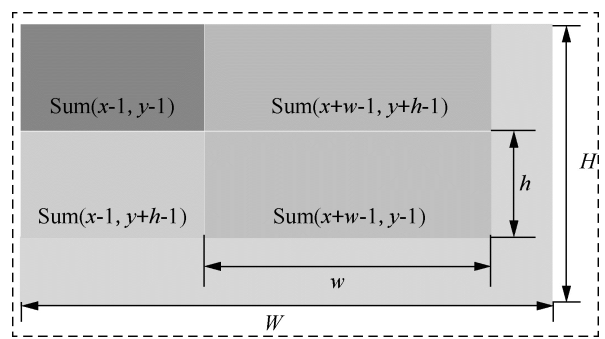 Sum(x-1, y-1)
Sum(x+w-1, y+h-1)
H
h
Sum(x-1, y+h-1)
Sum(x+w-1, y-1)
w
W